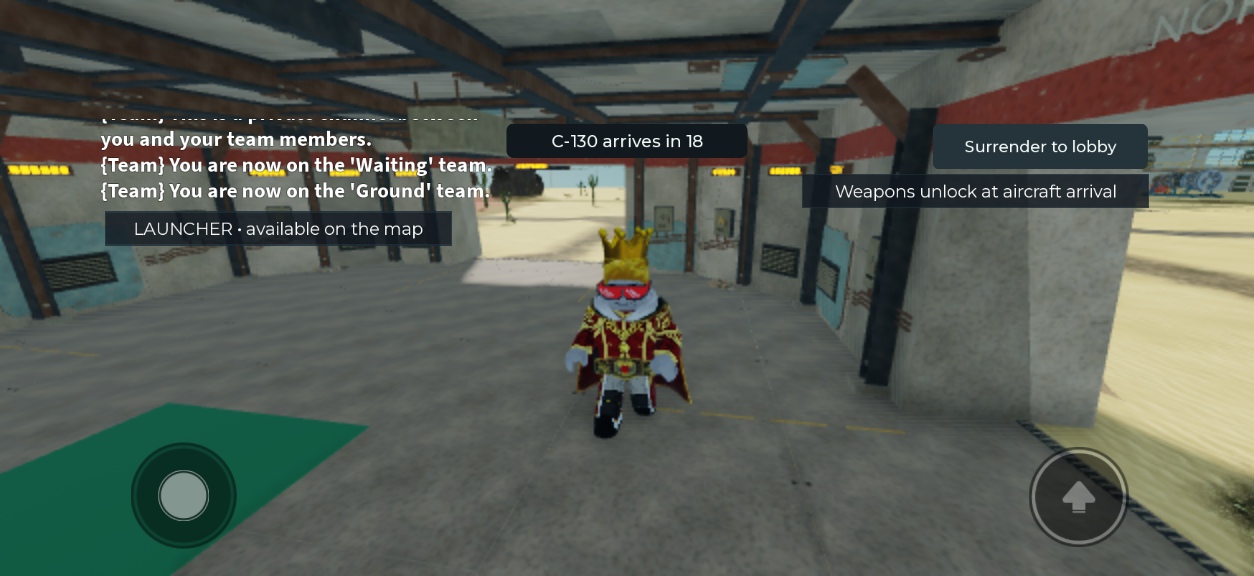 you and your team members.
{Team} You are now on the 'Waiting' team.
{Team} You are now on the 'Ground' team.
LAUNCHER • available on the map
C-130 arrives in 18
Surrender to lobby
Weapons unlock at aircraft arrival